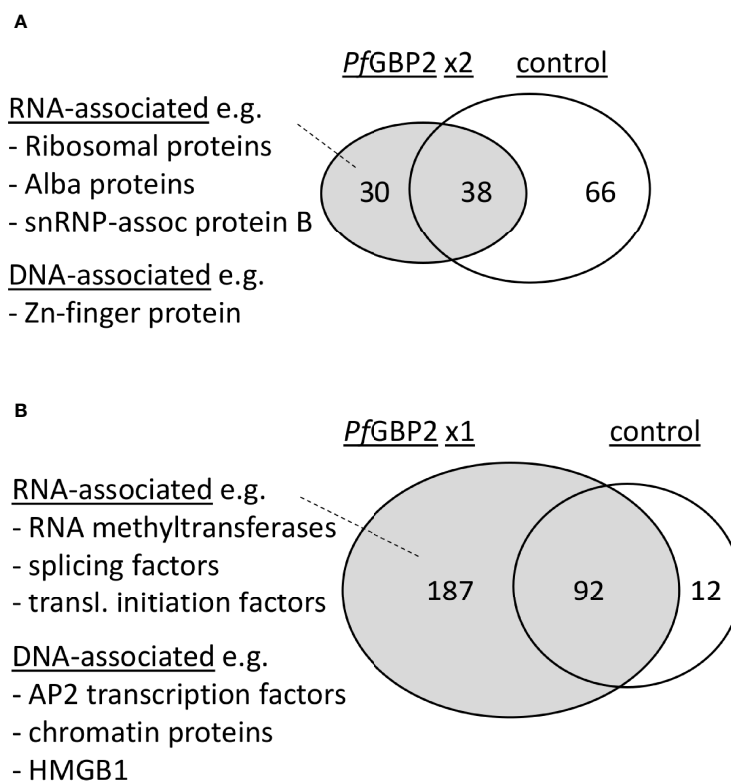 A
PfGBP2 x2 control
RNA-associated e.g.
- Ribosomal proteins
- Alba proteins
- snRNP-assoc protein B
DNA-associated e.g.
- Zn-finger protein
30 38 66
B
PfGBP2 x1 control
RNA-associated e.g.
- RNA methyltransferases
- splicing factors
- transl. initiation factors
DNA-associated e.g.
- AP2 transcription factors
- chromatin proteins
- HMGB1
187 92 12